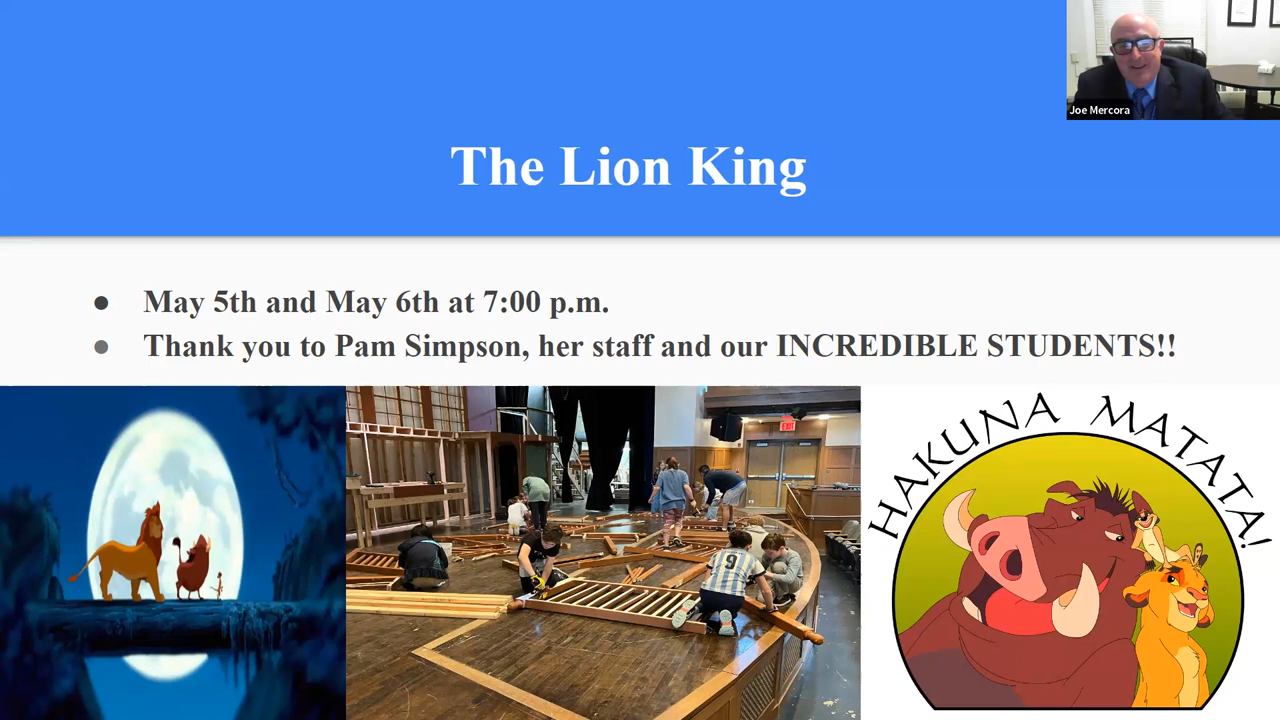 Joe Mercora
The Lion King
May 5th and May 6th at 7:00 p.m.
Thank you to Pam Simpson, her staff and our INCREDIBLE STUDENTS!!
EXIT
9
HAKUNA MATATA!